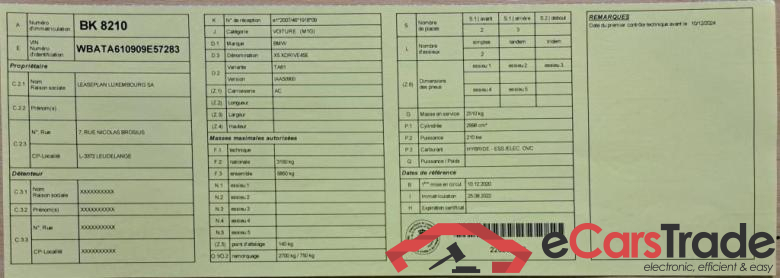 A Numéro d'immatriculation BK 8210
E VIN Numéro d'identification WBATA610909E57283
Propriétaire
C.2.1 Nom Raison sociale LEASEPLAN LUXEMBOURG SA
C.2.2 Prénom(s)
C.2.3 N°, Rue 7, RUE NICOLAS BROSIUS
CP-Localité L-3372 LEUDELANGE
Détenteur
C.3.1 Nom Raison sociale XXXXXXXXXX
C.3.2 Prénom(s) XXXXXXXXXX
C.3.3 N°, Rue XXXXXXXXXX
CP-Localité XXXXXXXXXX
K N° de réception e1*2007/46*1918*09
J Catégorie VOITURE (M1G)
D.1 Marque BMW
D.3 Dénomination X5 XDRIVE45E
D.2 Variante TA61
Version
(Z.1) Carrosserie AC
(Z.2) Longueur
(Z.3) Largeur
(Z.4) Hauteur
Masses maximales autorisées
F.1 technique
F.2 nationale
F.3 ensemble
N.1 essieu 1
N.2 essieu 2
N.3 essieu 3
N.4 essieu 4
N.5 essieu 5
(Z.5) point d'attelage 140 kg
O.1/O.2 remorquage 2700 kg / 750 kg
S Nombre de places S.1 | avant S.1 | arrière S.2 | debout
2 3
L Nombre d'essieux simples tandem tridem
2
(Z.6) Dimensions des pneus essieu 1 essieu 2 essieu 3
essieu 4 essieu 5
G Masse en service
P.1 Cylindrée 2998 cm³
P.2 Puissance 210 kw
P.3 Carburant HYBRIDE - ESS./ELEC. OVC
Q Puissance / Poids
Dates de référence
B 1ère mise en circul. 10.12.2020
I Immatriculation 25.08.2022
H Expiration certificat
REMARQUES
Date du premier contrôle technique avant le : 10/12/2024
eCarsTrade
electronic, efficient & easy